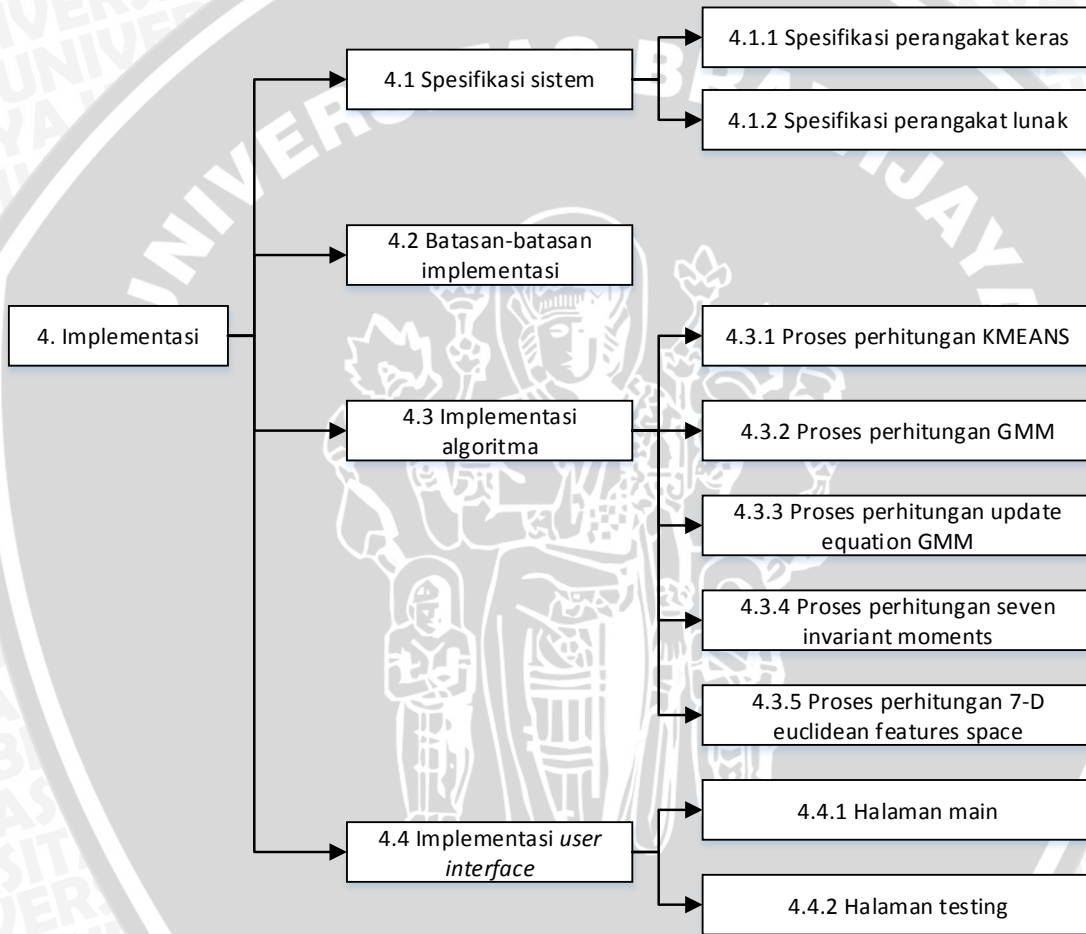 4. Implementasi
4.1 Spesifikasi sistem
4.1.1 Spesifikasi perangakat keras
4.1.2 Spesifikasi perangakat lunak
4.2 Batasan-batasan
implementasi
4.3 Implementasi
algoritma
4.3.1 Proses perhitungan KMEANS
4.3.2 Proses perhitungan GMM
4.3.3 Proses perhitungan update
equation GMM
4.3.4 Proses perhitungan seven
invariant moments
4.3.5 Proses perhitungan 7-D
euclidean features space
4.4 Implementasi user
interface
4.4.1 Halaman main
4.4.2 Halaman testing